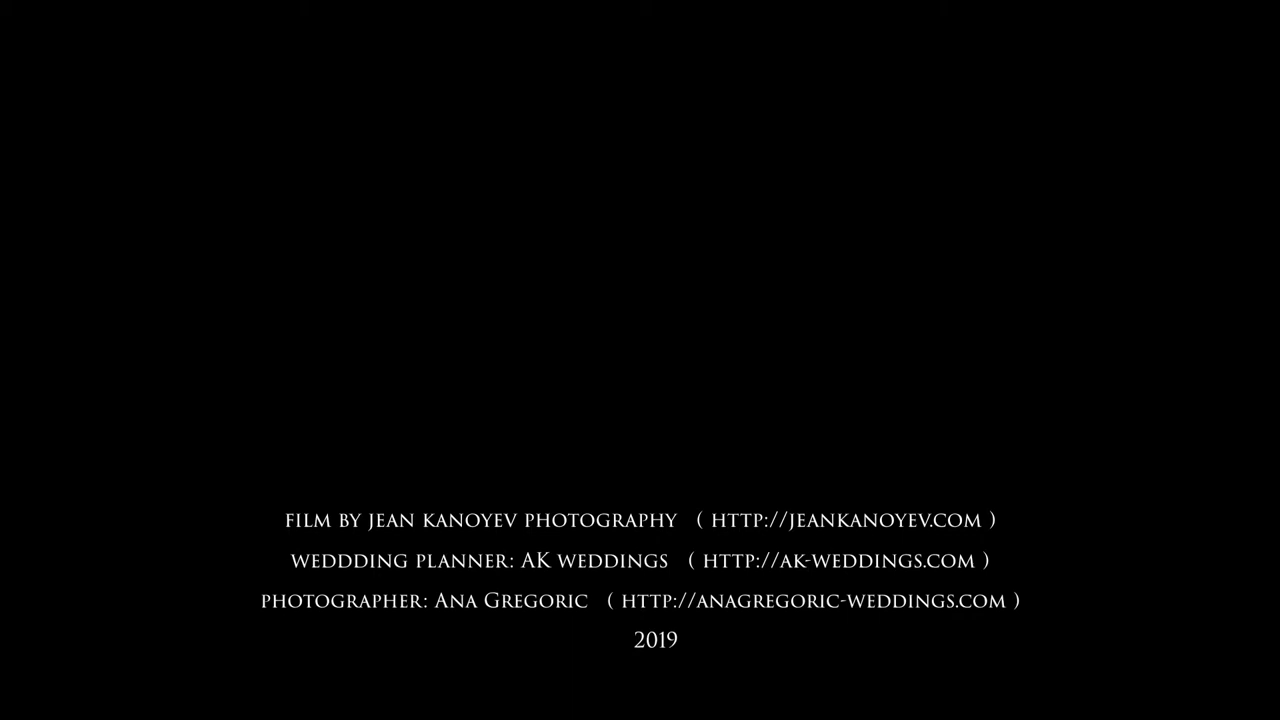 FILM BY JEAN KANOYEV PHOTOGRAPHY ( HTTP://JEANKANOYEV.COM )
WEDDDING PLANNER: AK WEDDINGS ( HTTP://AK-WEDDINGS.COM )
PHOTOGRAPHER: ANA GREGORIC ( HTTP://ANAGREGORIC-WEDDINGS.COM )
2019